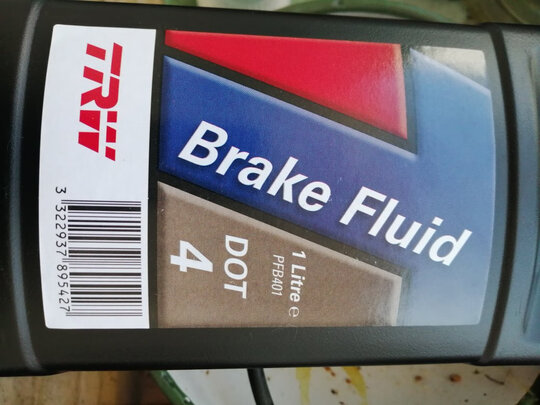 TRW
Brake Fluid
DOT
4
1 Litre ℮
PFB401
3 322937 895427